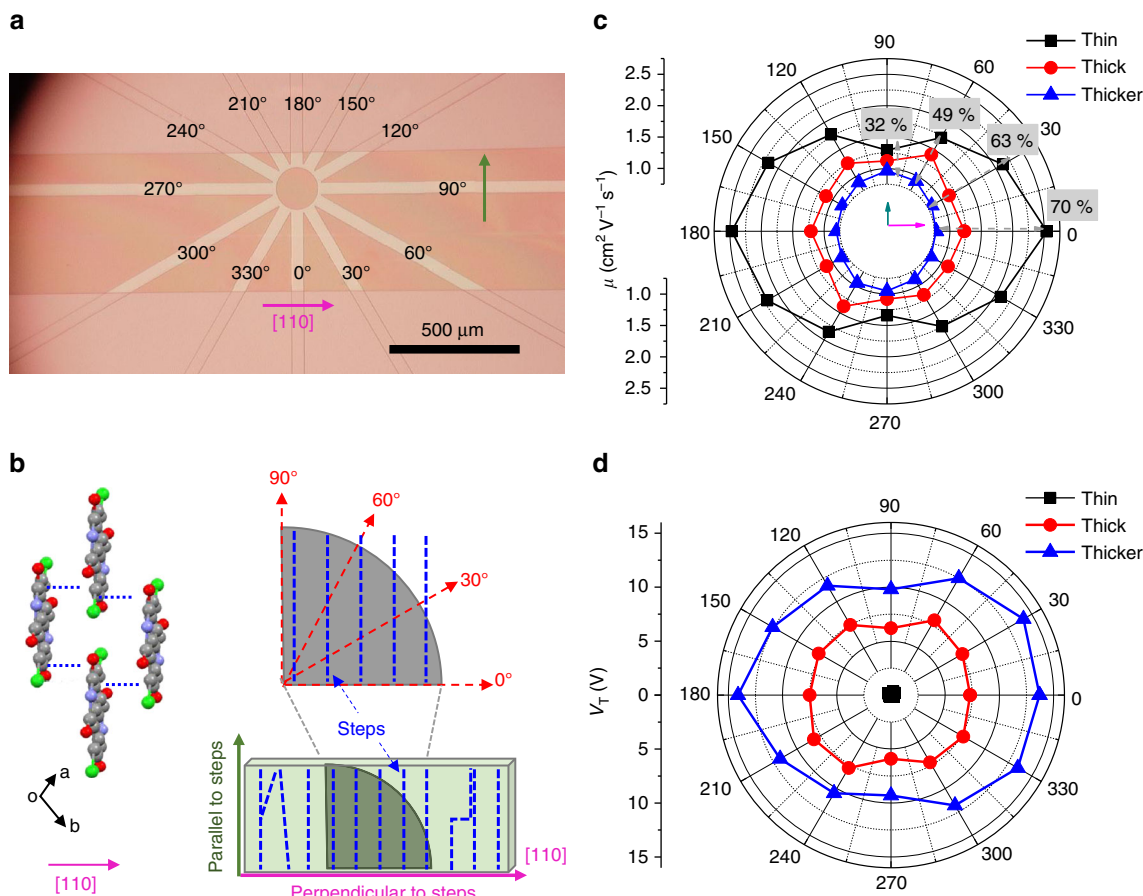 a
210° 180° 150°
240° 120°
270° 90°
300° 60°
330° 0° 30°
[110]
500 μm
b
90°
60°
30°
0°
Steps
a
o
b
[110]
Parallel to steps
[110]
Perpendicular to steps
c
Thin
Thick
Thicker
μ (cm² V⁻¹ s⁻¹)
2.5
2.0
1.5
1.0
1.0
1.5
2.0
2.5
90
120 60
150 30
180 0
210 330
240 300
270
32 %
49 %
63 %
70 %
d
Thin
Thick
Thicker
V_T (V)
15
10
5
0
5
10
15
90
120 60
150 30
180 0
210 330
240 300
270